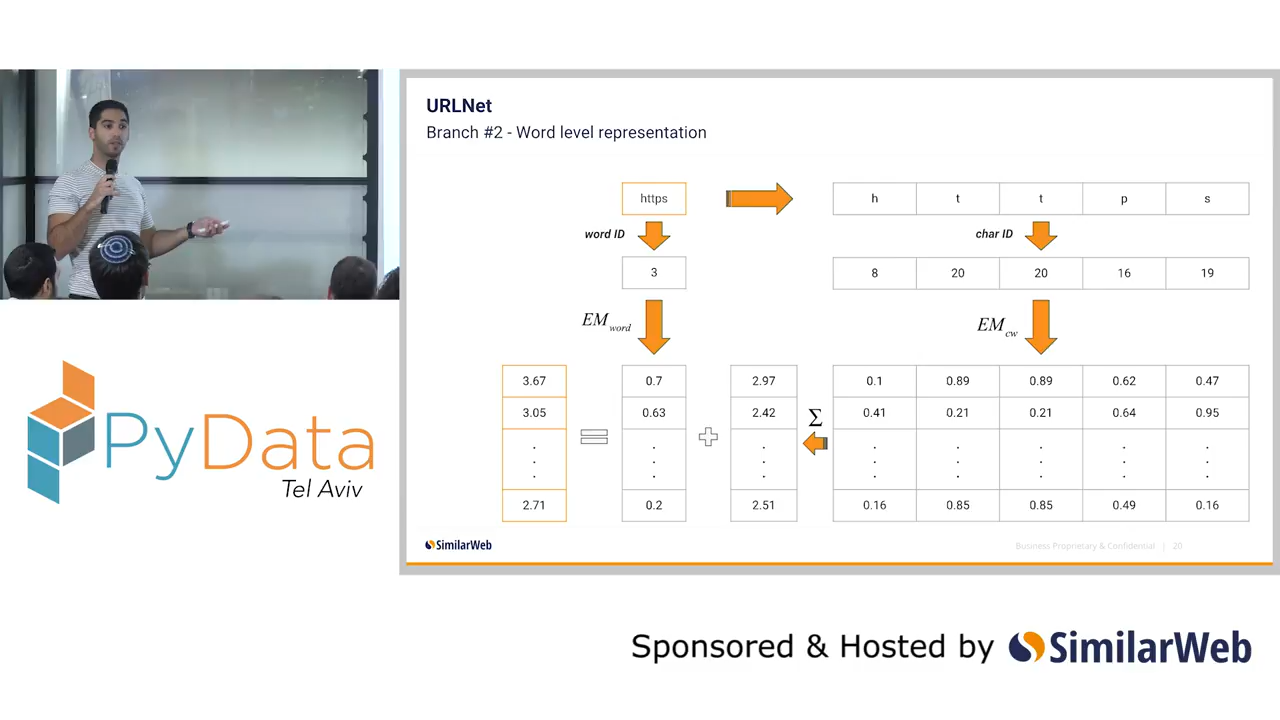 URLNet
Branch #2 - Word level representation
https
h t t p s
word ID
char ID
3
8 20 20 16 19
EM word
EM cw
3.67 0.7 2.97 0.1 0.89 0.89 0.62 0.47
3.05 0.63 2.42 Σ 0.41 0.21 0.21 0.64 0.95
2.71 0.2 2.51 0.16 0.85 0.85 0.49 0.16
SimilarWeb
Business Proprietary & Confidential | 20
PyData
Tel Aviv
Sponsored & Hosted by SimilarWeb